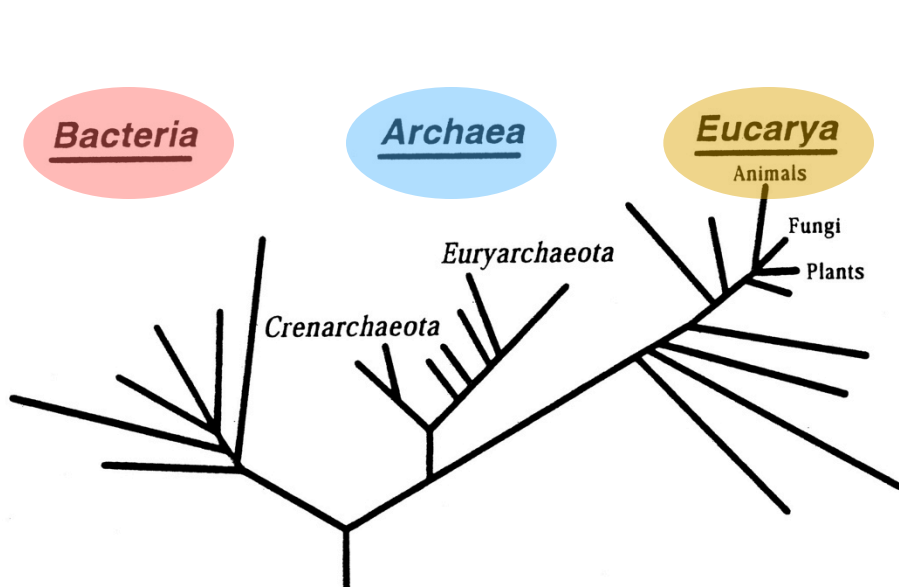 Bacteria
Archaea
Eucarya
Animals
Fungi
Plants
Euryarchaeota
Crenarchaeota